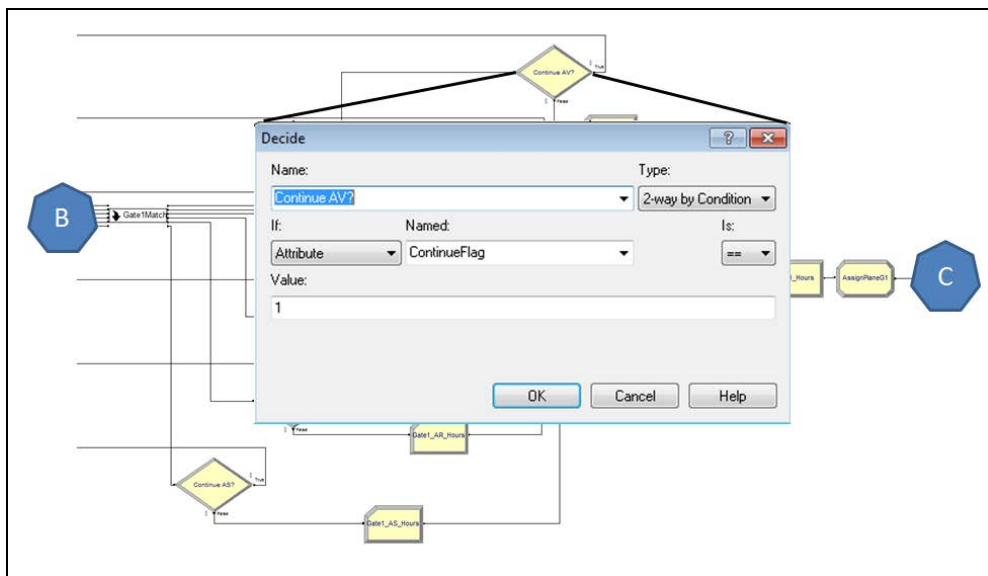 Continue AV?
True
False
Decide
Name:
Type:
Continue AV?
2-way by Condition
If:
Named:
Is:
Attribute
ContinueFlag
==
Value:
1
OK
Cancel
Help
B
Gate1Match
1_Hours
AssignPlaneG1
C
False
Gate1_AR_Hours
Continue AS?
True
False
Gate1_AS_Hours